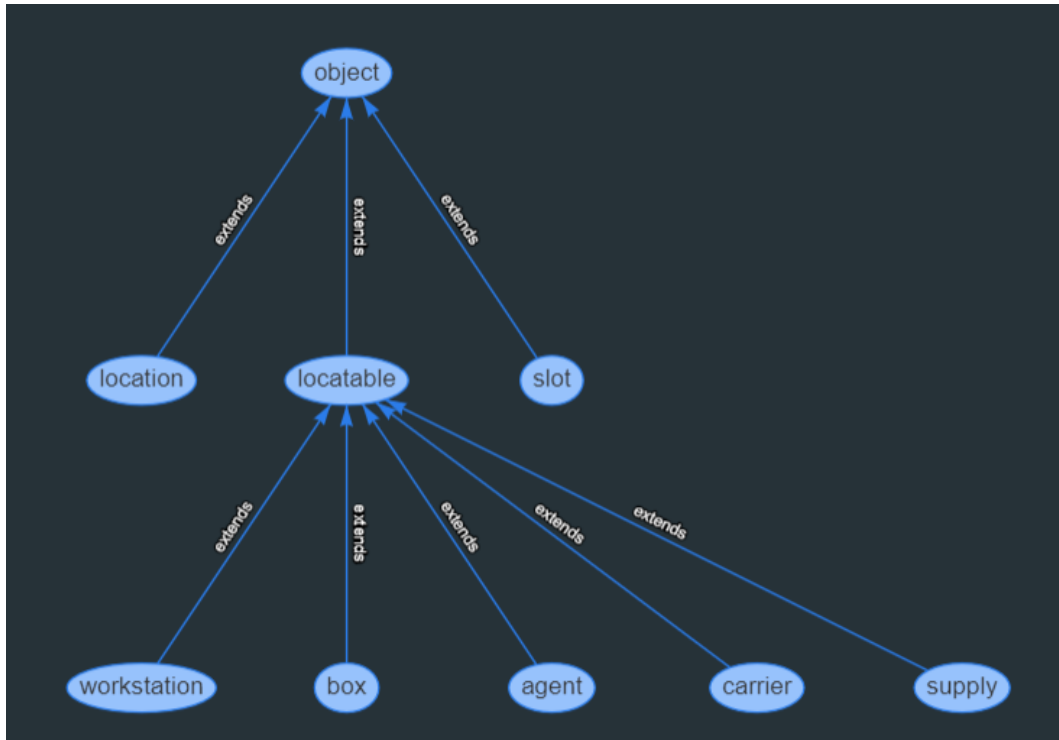 object
extends
extends
extends
location
locatable
slot
extends
extends
extends
extends
extends
workstation
box
agent
carrier
supply